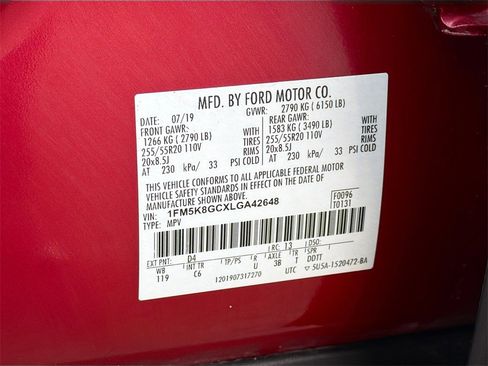 MFD. BY FORD MOTOR CO.
DATE: 07/19 GVWR: 2790 KG ( 6150 LB)
FRONT GAWR: REAR GAWR:
1266 KG ( 2790 LB) WITH 1583 KG ( 3490 LB) WITH
255/55R20 110V TIRES 255/55R20 110V TIRES
20x8.5J RIMS 20x8.5J RIMS
AT 230 kPa/ 33 PSI COLD AT 230 kPa/ 33 PSI COLD
THIS VEHICLE CONFORMS TO ALL APPLICABLE FEDERAL MOTOR
VEHICLE SAFETY STANDARDS IN EFFECT ON THE DATE OF
MANUFACTURE SHOWN ABOVE.
VIN: 1FM5K8GCXLGA42648 F0096
TYPE: MPV T0131
EXT PNT: D4 RC: 13 DSO:
WB INT TR TP/PS R AXLE TR SPR
119 C6 U 3B T DDTT
1201907317270 UTC 5U5A-1520472-BA